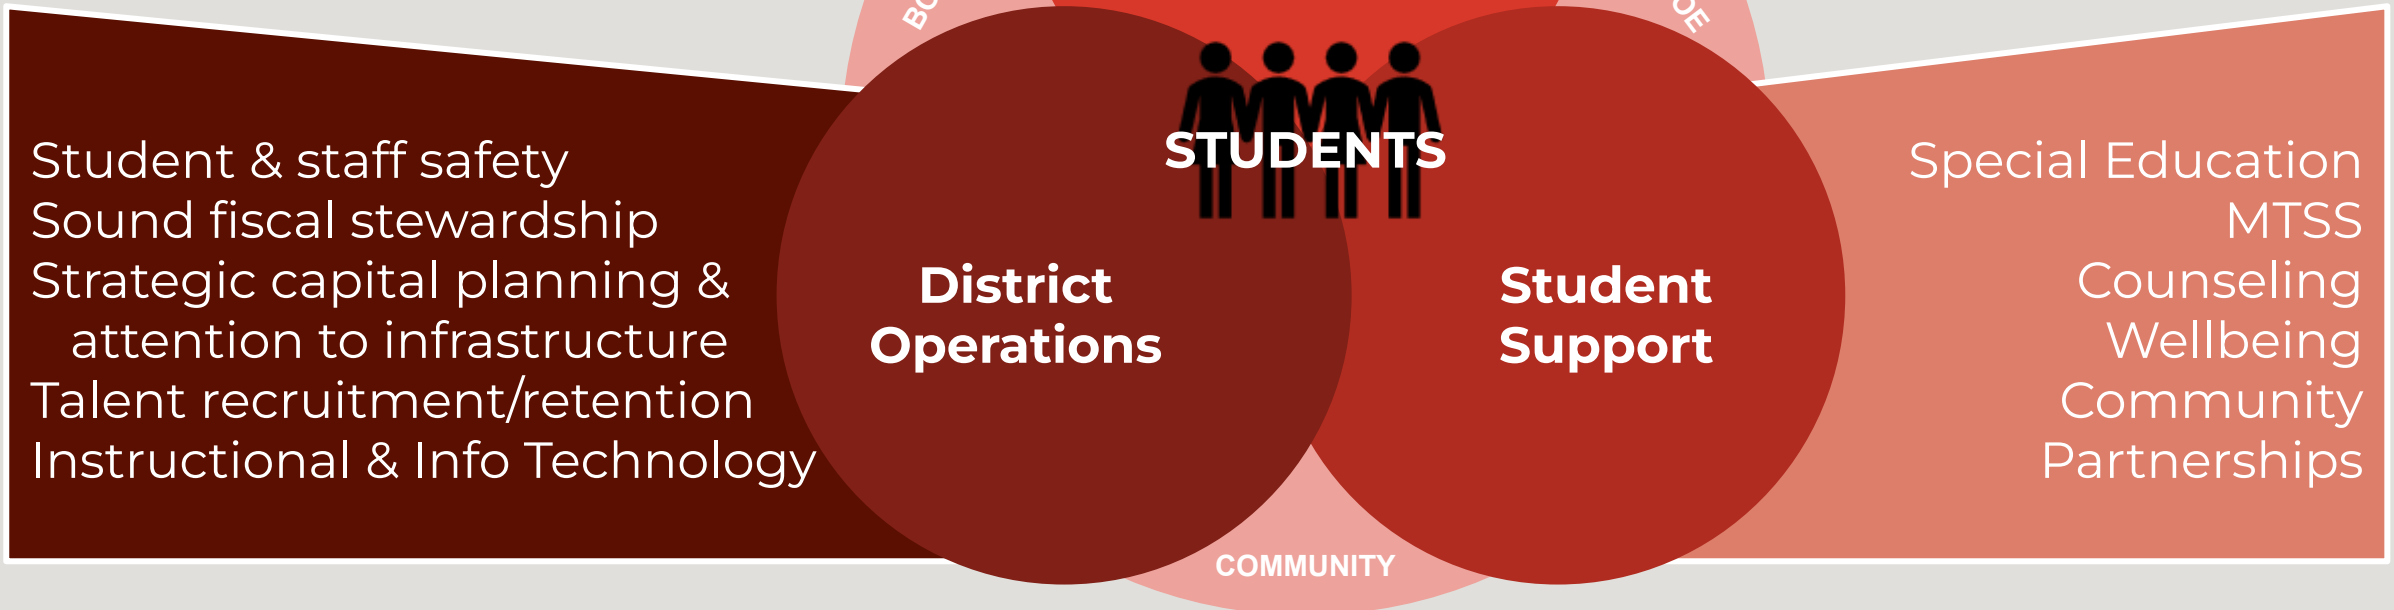 Student & staff safety
Sound fiscal stewardship
Strategic capital planning &
attention to infrastructure
Talent recruitment/retention
Instructional & Info Technology
STUDENTS
District
Operations
Student
Support
COMMUNITY
Special Education
MTSS
Counseling
Wellbeing
Community
Partnerships